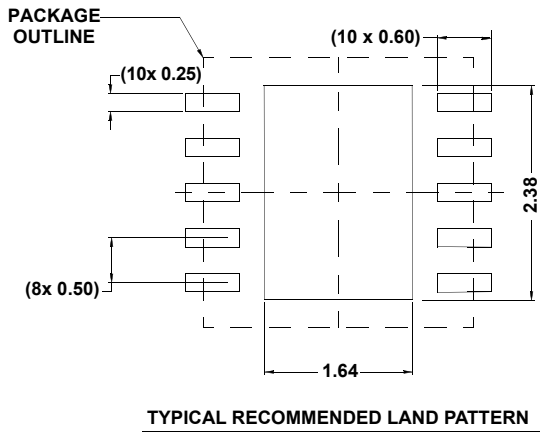 PACKAGE
OUTLINE
(10 x 0.60)
(10x 0.25)
2.38
(8x 0.50)
1.64
TYPICAL RECOMMENDED LAND PATTERN